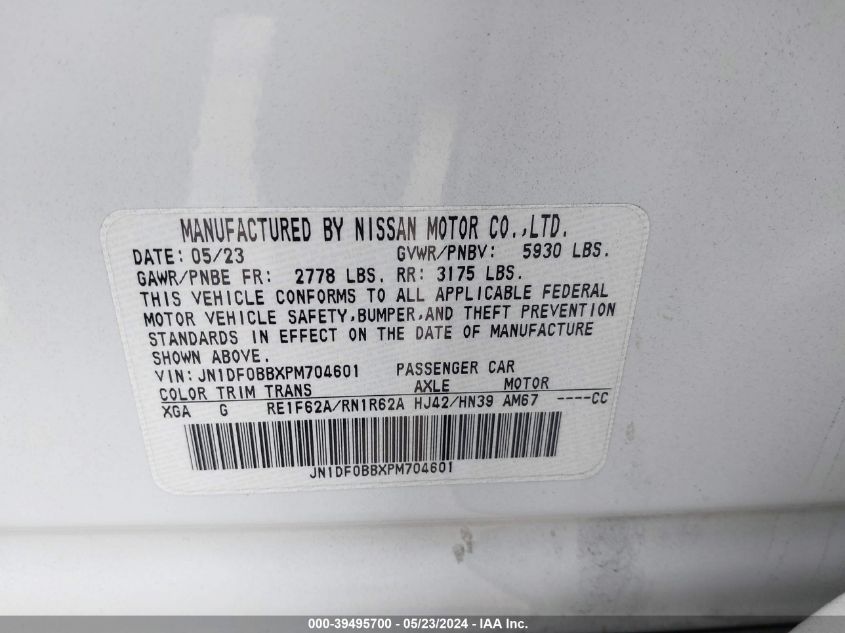 MANUFACTURED BY NISSAN MOTOR CO.,LTD.
DATE: 05/23 GVWR/PNBV: 5930 LBS.
GAWR/PNBE FR: 2778 LBS. RR: 3175 LBS.
THIS VEHICLE CONFORMS TO ALL APPLICABLE FEDERAL
MOTOR VEHICLE SAFETY,BUMPER,AND THEFT PREVENTION
STANDARDS IN EFFECT ON THE DATE OF MANUFACTURE
SHOWN ABOVE.
VIN: JN1DF0BBXPM704601 PASSENGER CAR
COLOR TRIM TRANS AXLE MOTOR
XGA G RE1F62A/RN1R62A HJ42/HN39 AM67 ----CC
JN1DF0BBXPM704601
000-39495700 - 05/23/2024 - IAA Inc.